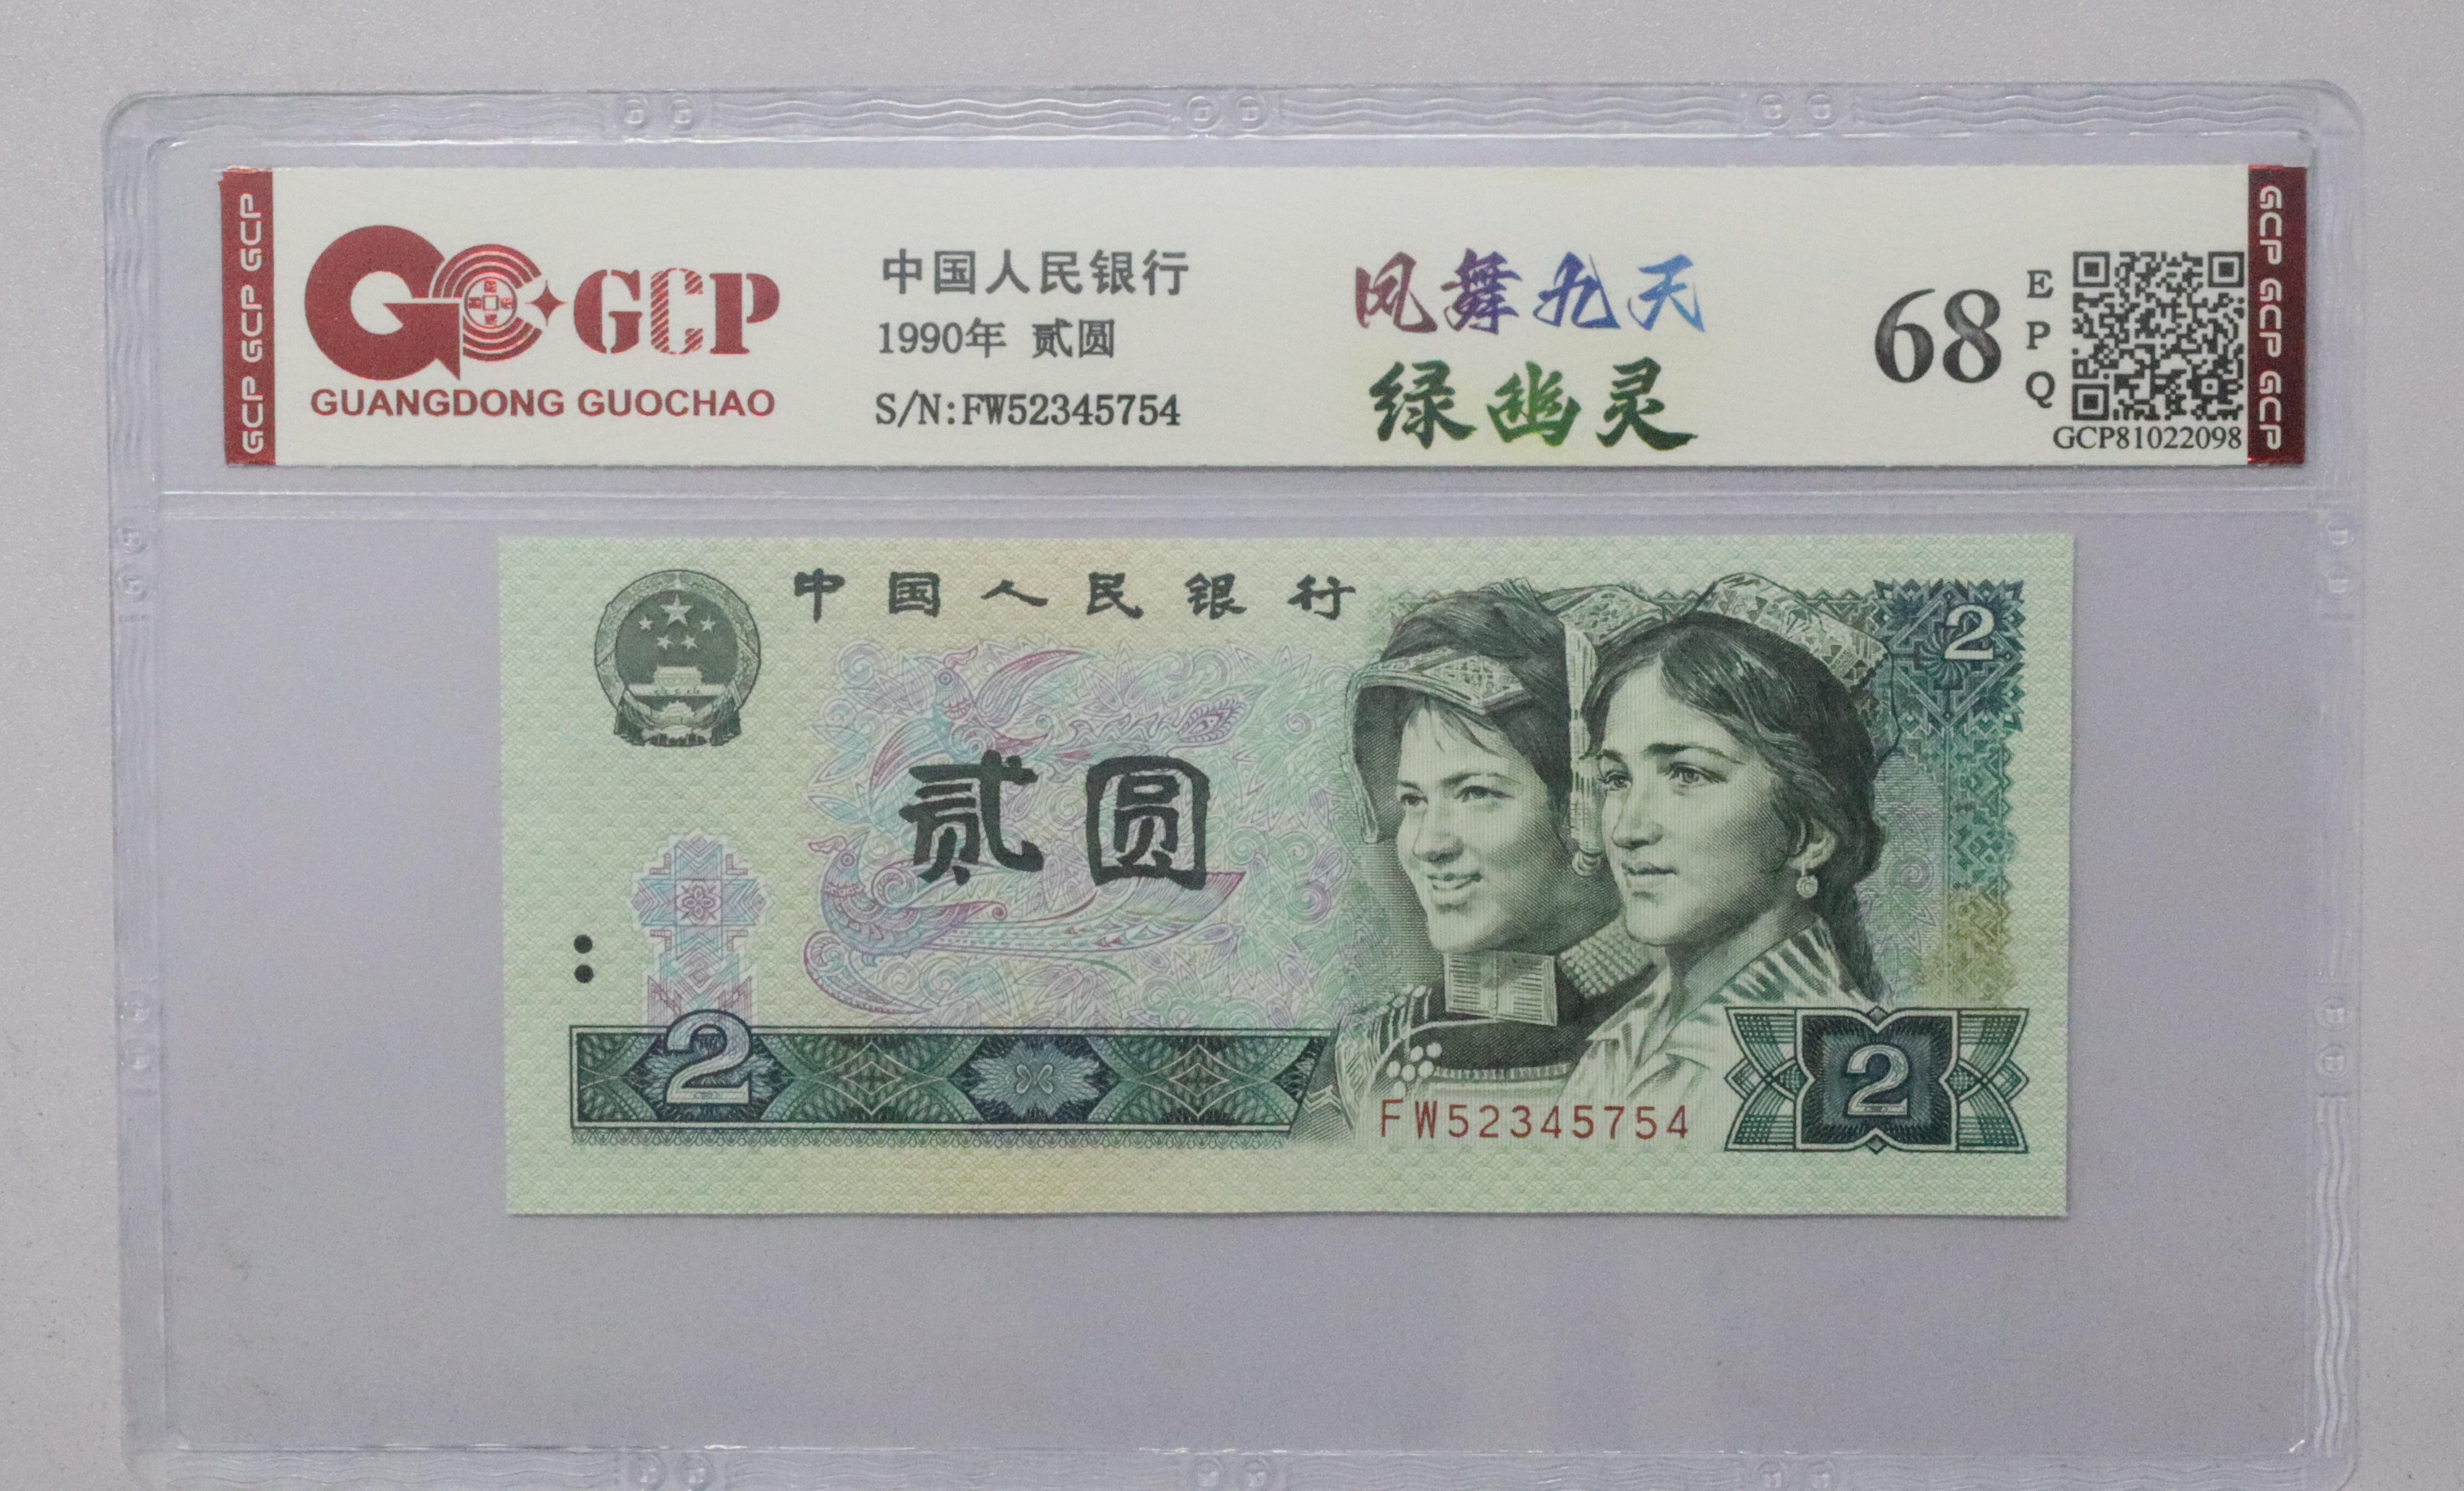 GCP GCP GCP
GCP
GUANGDONG GUOCHAO
中国人民银行
1990年 贰圆
S/N:FW52345754
凤舞九天
绿幽灵
68
E
P
Q
GCP81022098
GCP GCP GCP
中国人民银行
2
贰圆
2
FW52345754
2